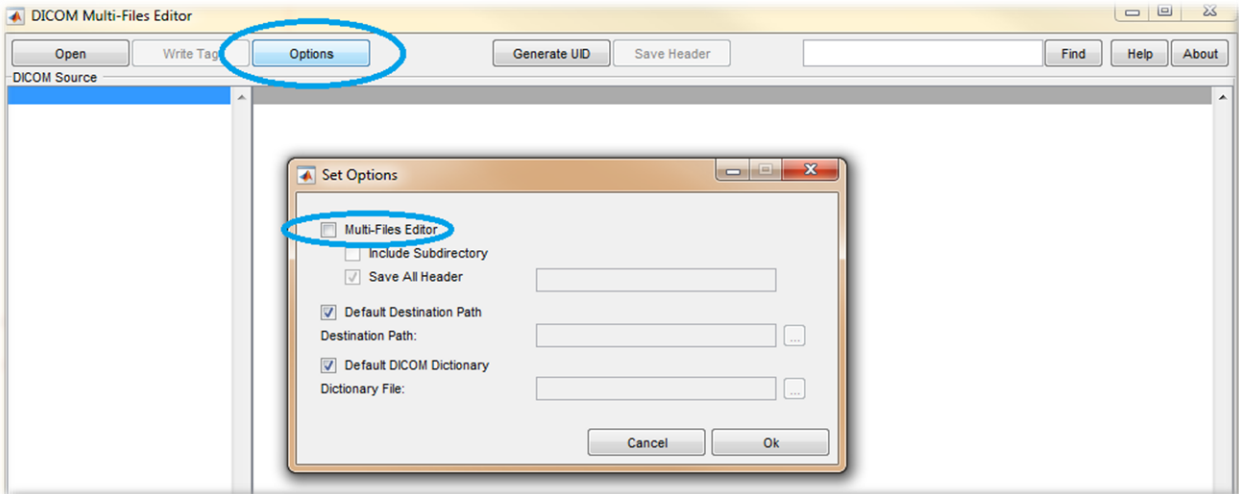 DICOM Multi-Files Editor
Open Write Tag Options Generate UID Save Header Find Help About
DICOM Source
Set Options
Multi-Files Editor
Include Subdirectory
Save All Header
Default Destination Path
Destination Path: ...
Default DICOM Dictionary
Dictionary File: ...
Cancel Ok